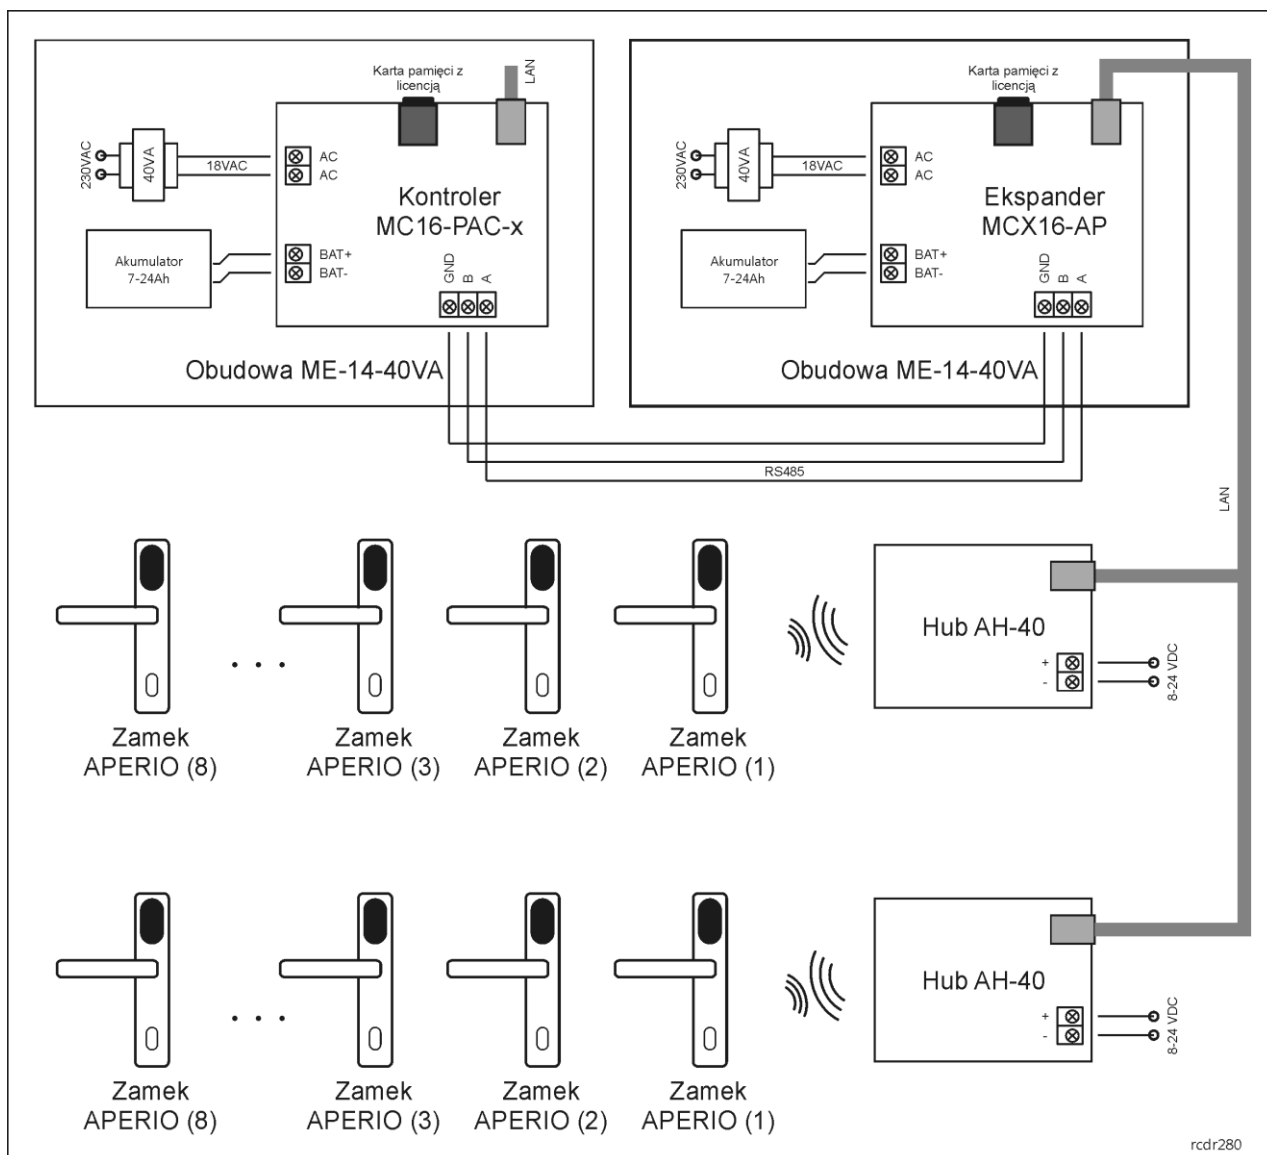 Karta pamięci z
licencją
LAN
230VAC
40VA
18VAC
AC
AC
Kontroler
MC16-PAC-x
Akumulator
7-24Ah
BAT+
BAT-
GND
B
A
Obudowa ME-14-40VA
Karta pamięci z
licencją
230VAC
40VA
18VAC
AC
AC
Ekspander
MCX16-AP
Akumulator
7-24Ah
BAT+
BAT-
GND
B
A
Obudowa ME-14-40VA
RS485
LAN
Hub AH-40
+
-
8-24 VDC
Zamek
APERIO (8)
. . .
Zamek
APERIO (3)
Zamek
APERIO (2)
Zamek
APERIO (1)
Hub AH-40
+
-
8-24 VDC
Zamek
APERIO (8)
. . .
Zamek
APERIO (3)
Zamek
APERIO (2)
Zamek
APERIO (1)
rcdr280